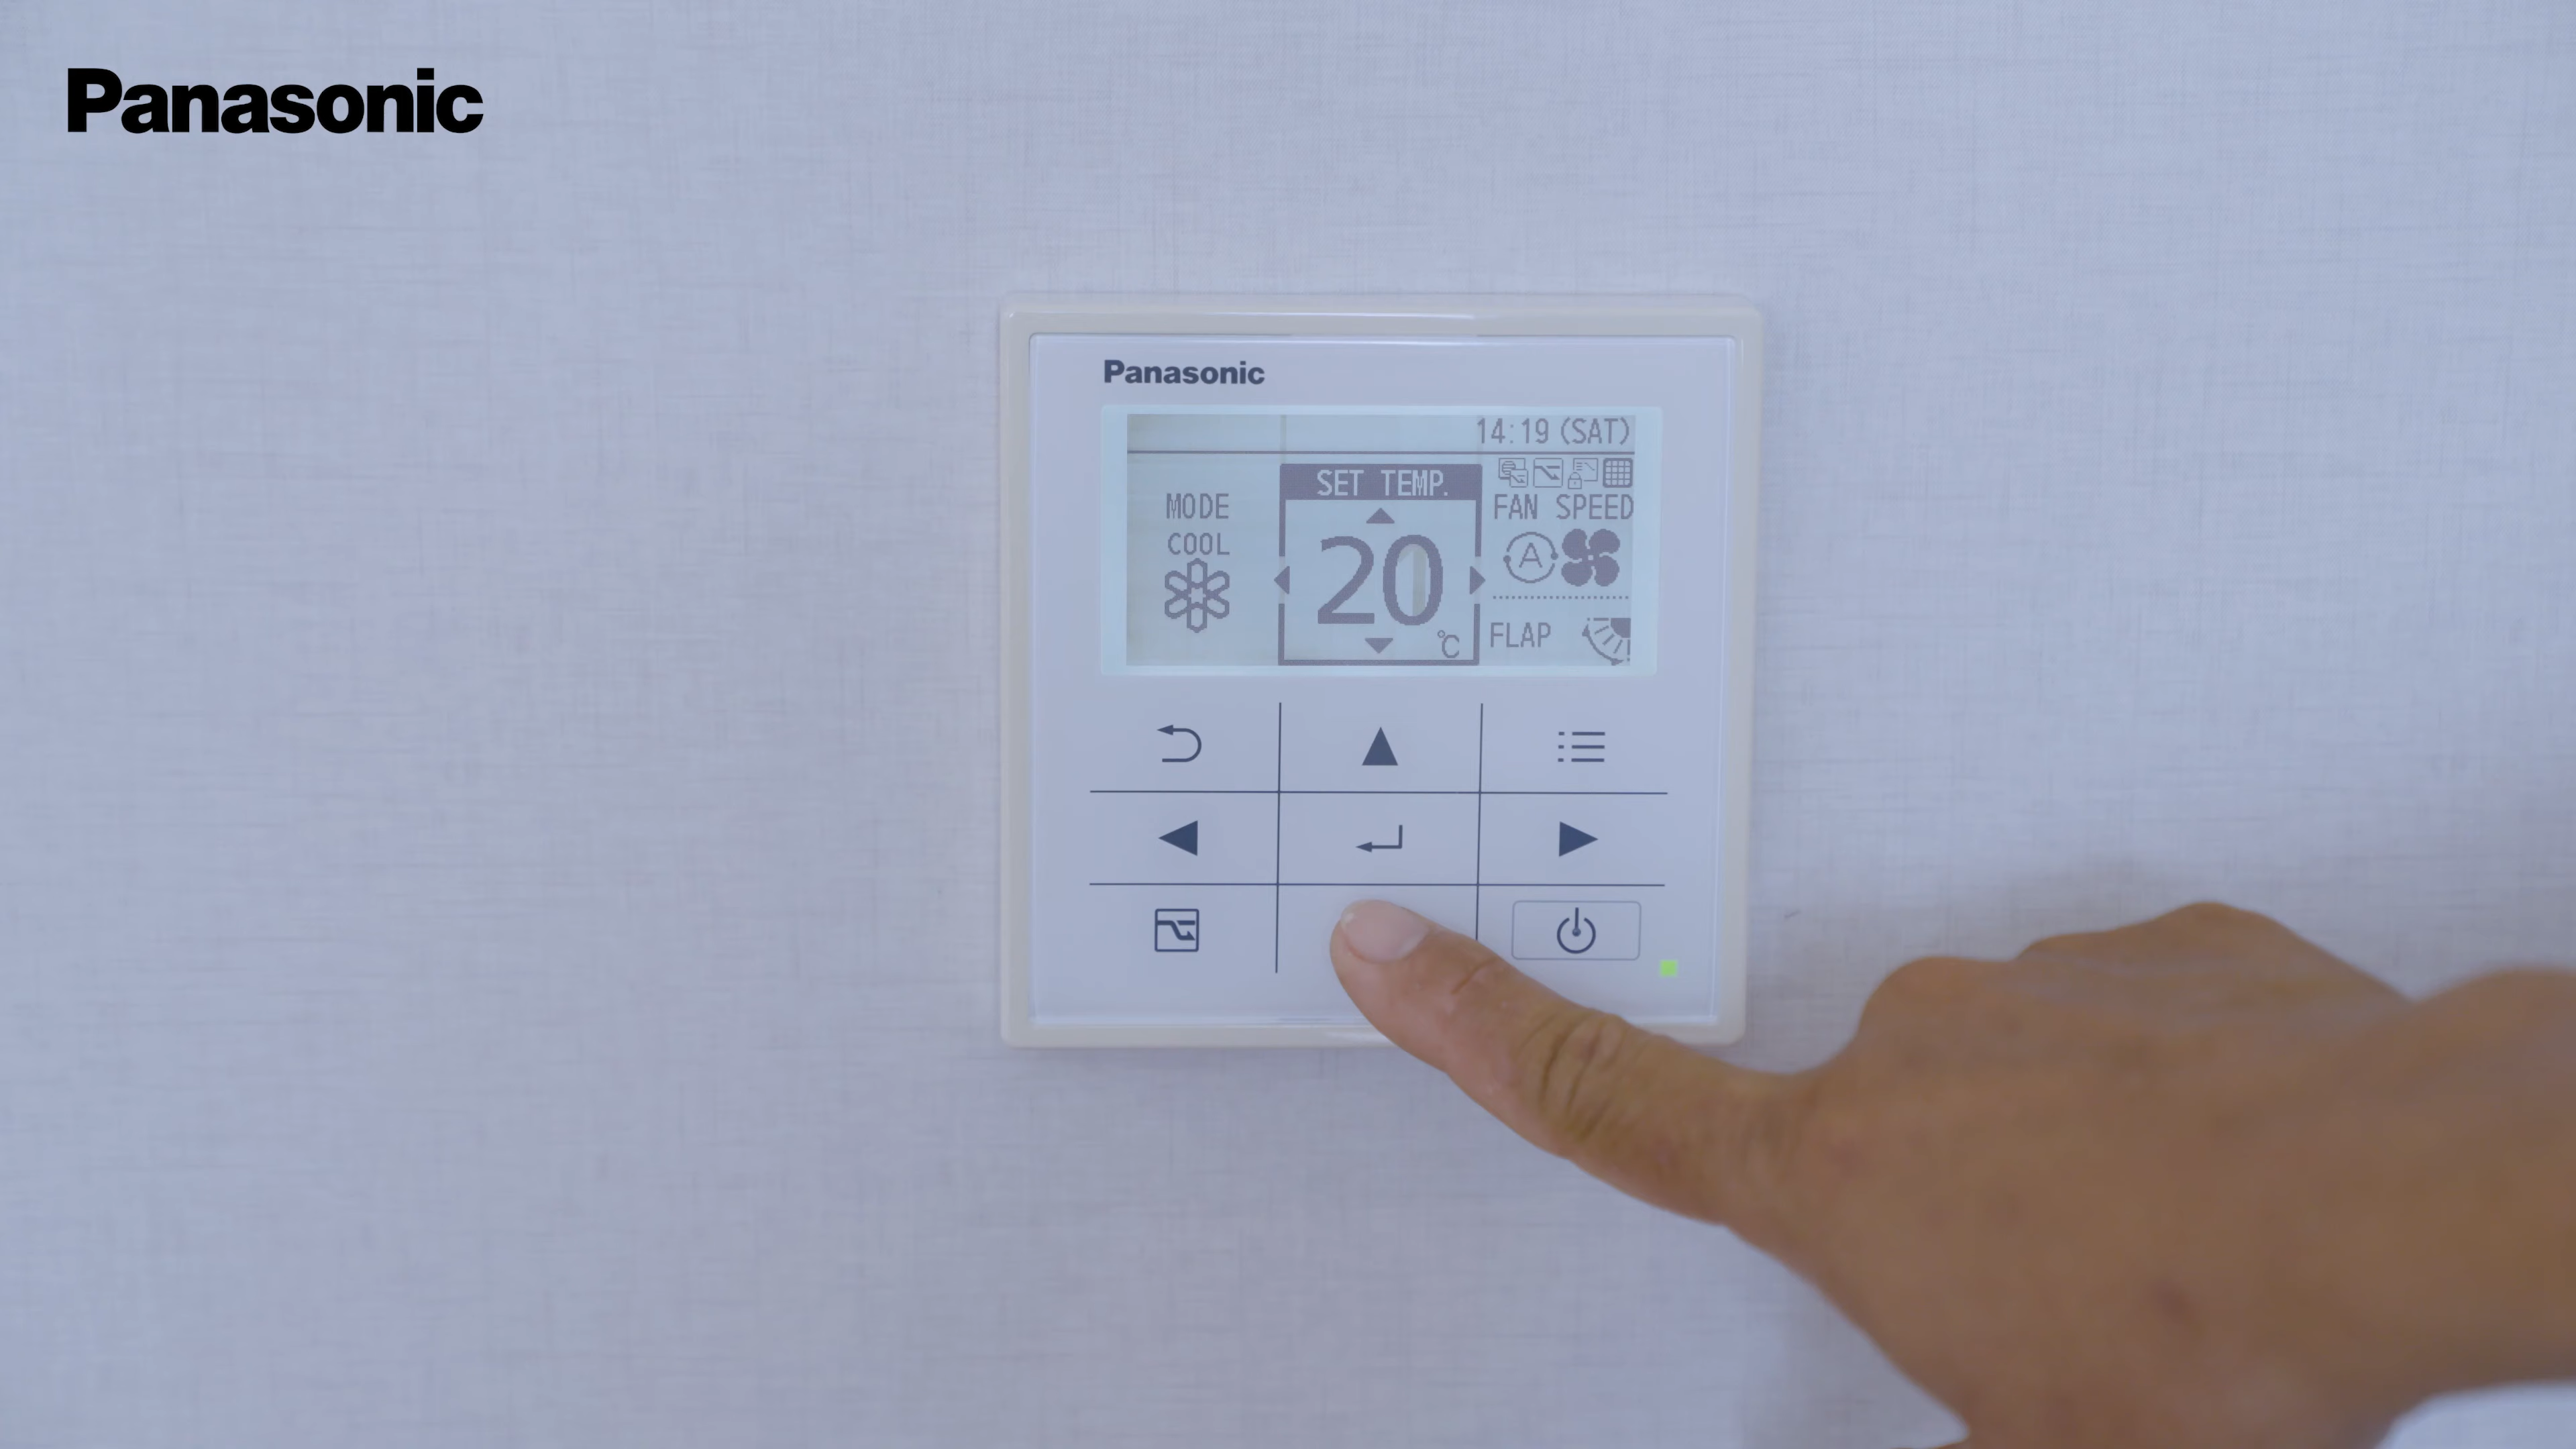 Panasonic
Panasonic
14:19 (SAT)
SET TEMP.
MODE
COOL
20
℃
FAN SPEED
A
FLAP